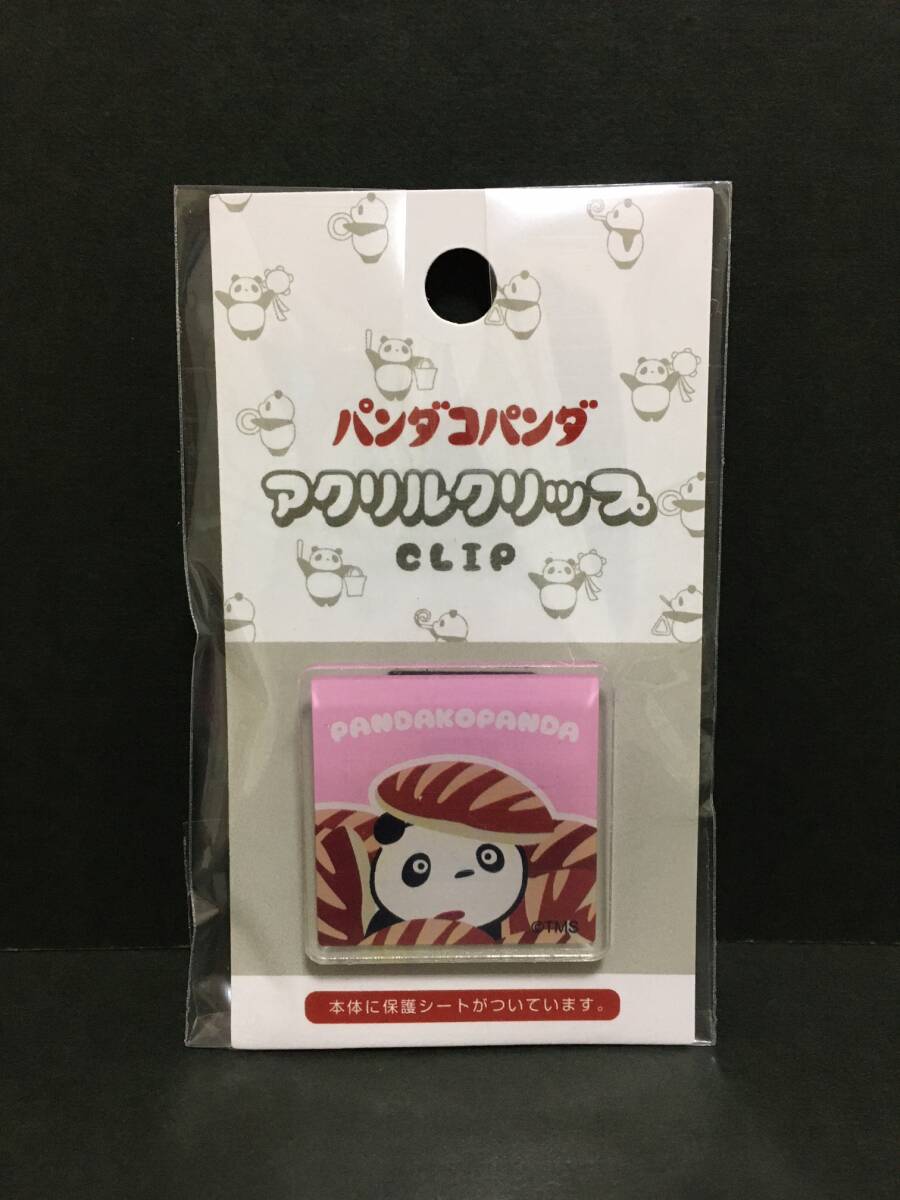 パンダコパンダ
アクリルクリップ
CLIP
PANDAKOPANDA
©TMS
本体に保護シートがついています。